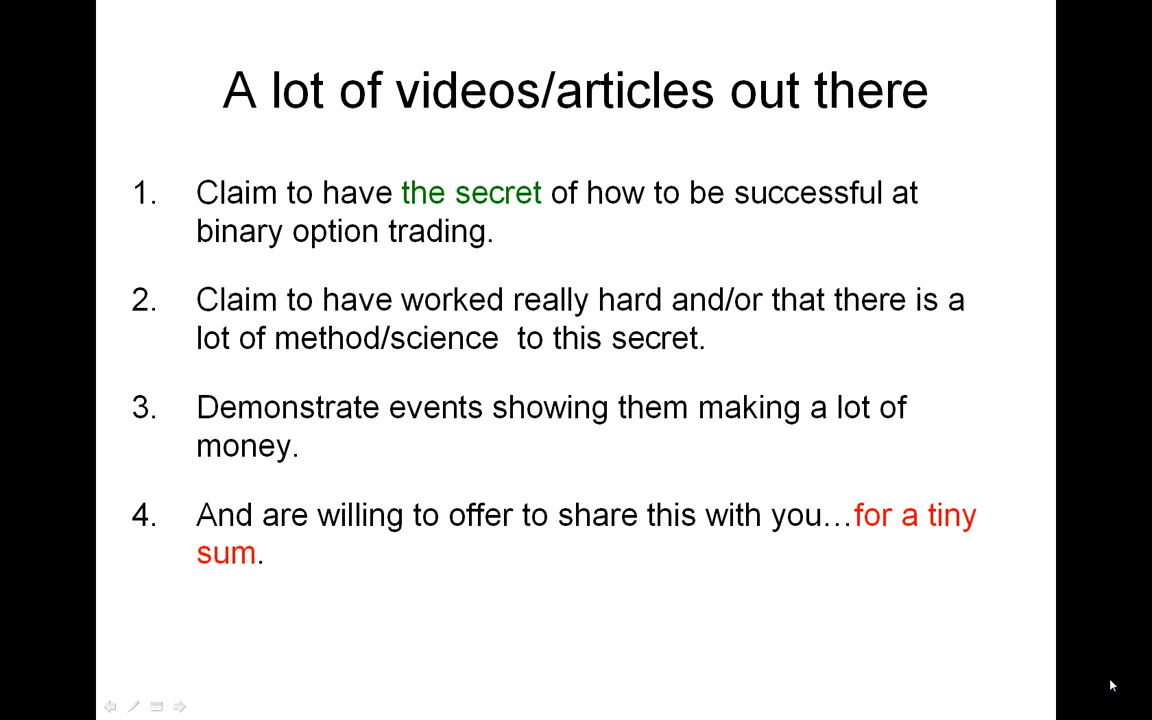 A lot of videos/articles out there
1. Claim to have the secret of how to be successful at
binary option trading.
2. Claim to have worked really hard and/or that there is a
lot of method/science  to this secret.
3. Demonstrate events showing them making a lot of
money.
4. And are willing to offer to share this with you…for a tiny
sum.